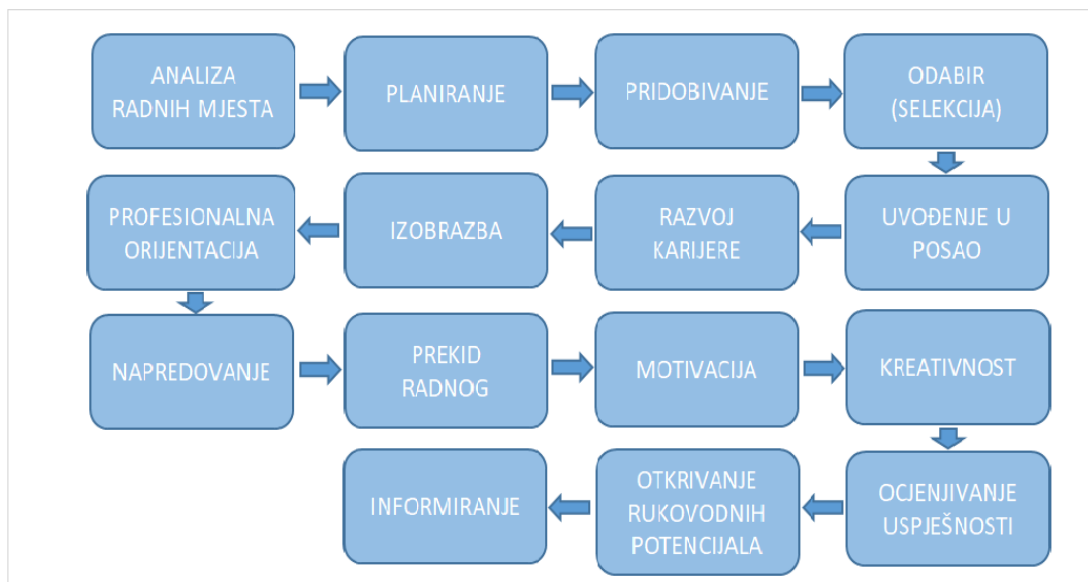 ANALIZA
RADNIH MJESTA
PLANIRANJE
PRIDOBIVANJE
ODABIR
(SELEKCIJA)
UVOĐENJE U
POSAO
RAZVOJ
KARIJERE
IZOBRAZBA
PROFESIONALNA
ORIJENTACIJA
NAPREDOVANJE
PREKID
RADNOG
MOTIVACIJA
KREATIVNOST
OCJENJIVANJE
USPJEŠNOSTI
OTKRIVANJE
RUKOVODNIH
POTENCIJALA
INFORMIRANJE